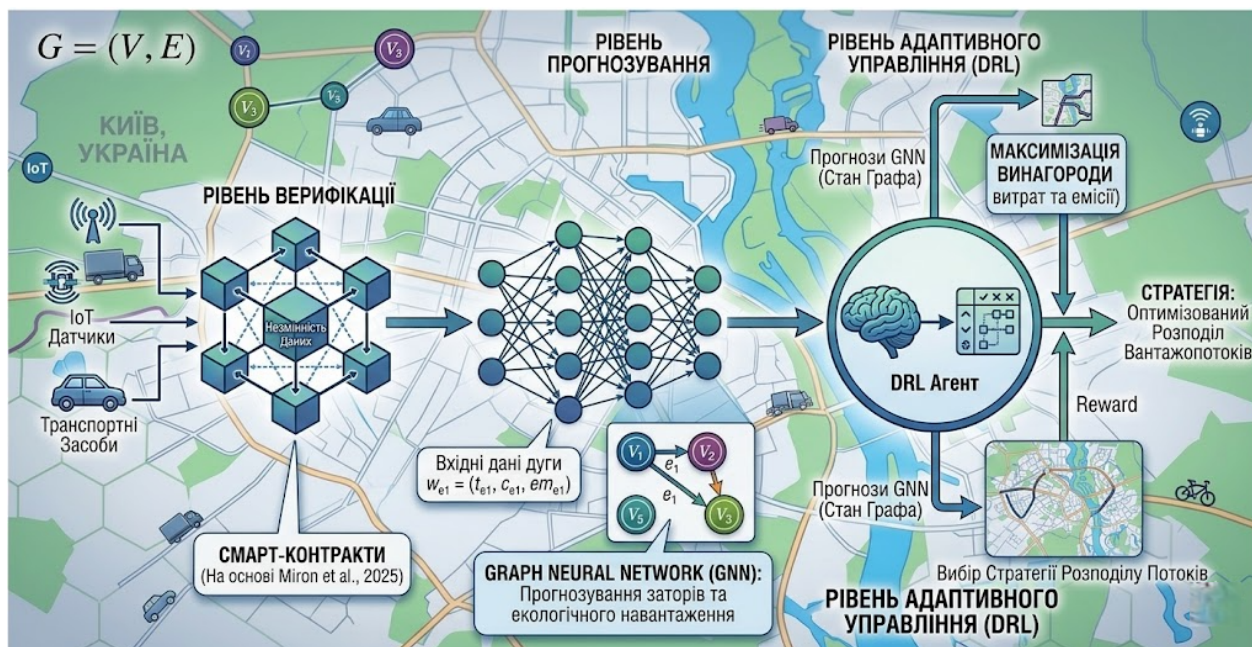 G = (V, E)
V₁
V₃
V₃
V₃
КИЇВ,
УКРАЇНА
IoT
IoT
Датчики
Транспортні
Засоби
РІВЕНЬ ВЕРИФІКАЦІЇ
Незмінність
Даних
СМАРТ-КОНТРАКТИ
(На основі Miron et al., 2025)
РІВЕНЬ
ПРОГНОЗУВАННЯ
Вхідні дані дуги
w_e1 = (t_e1, c_e1, em_e1)
V₁
e₁
V₂
e₁
V₅
V₃
GRAPH NEURAL NETWORK (GNN):
Прогнозування заторів та
екологічного навантаження
РІВЕНЬ АДАПТИВНОГО
УПРАВЛІННЯ (DRL)
Прогнози GNN
(Стан Графа)
МАКСИМІЗАЦІЯ
ВИНАГОРОДИ
витрат та емісії)
DRL Агент
СТРАТЕГІЯ:
Оптимізований
Розподіл
Вантажопотоків
Reward
Прогнози GNN
(Стан Графа)
Вибір Стратегії Розподілу Потоків
РІВЕНЬ АДАПТИВНОГО
УПРАВЛІННЯ (DRL)